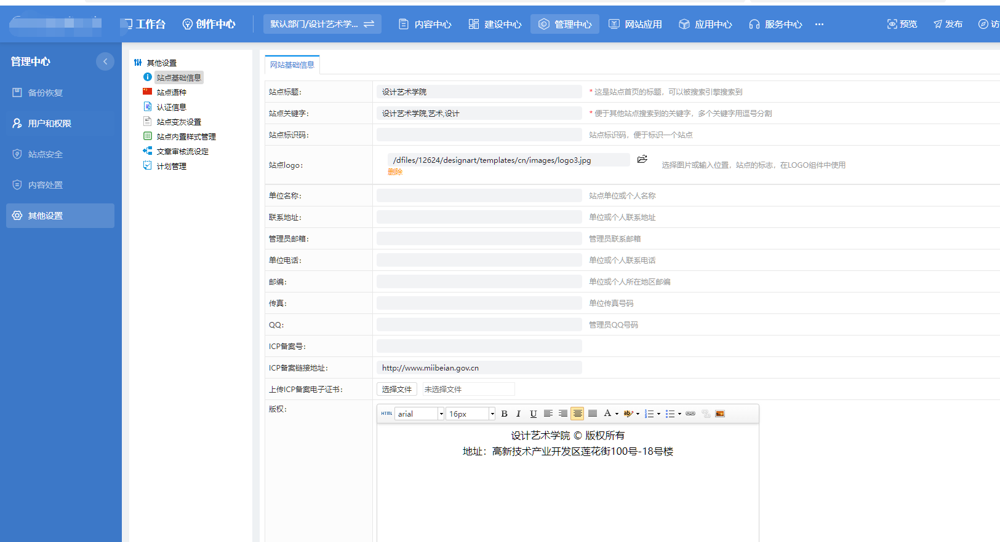 工作台
创作中心
默认部门/设计艺术学...
内容中心
建设中心
管理中心
网站应用
应用中心
服务中心
...
预览
发布
访
管理中心
备份恢复
用户和权限
站点安全
内容处置
其他设置
其他设置
站点基础信息
站点语种
认证信息
站点变灰设置
站点内置样式管理
文章审核流设定
计划管理
网站基础信息
站点标题: 设计艺术学院 * 这是站点首页的标题，可以被搜索引擎搜索到
站点关键字: 设计艺术学院,艺术,设计 * 便于其他站点搜索到的关键字，多个关键字用逗号分割
站点标识码: 站点标识码，便于标识一个站点
站点logo: /dfiles/12624/designart/templates/cn/images/logo3.jpg 选择图片或输入位置，站点的标志，在LOGO组件中使用
删除
单位名称: 站点单位或个人名称
联系地址: 单位或个人联系地址
管理员邮箱: 管理员联系邮箱
单位电话: 单位或个人联系电话
邮编: 单位或个人所在地区邮编
传真: 单位传真号码
QQ: 管理员QQ号码
ICP备案号:
ICP备案链接地址: http://www.miibeian.gov.cn
上传ICP备案电子证书: 选择文件 未选择文件
版权:
HTML arial 16px B I U A ab
设计艺术学院 © 版权所有
地址：高新技术产业开发区莲花街100号-18号楼